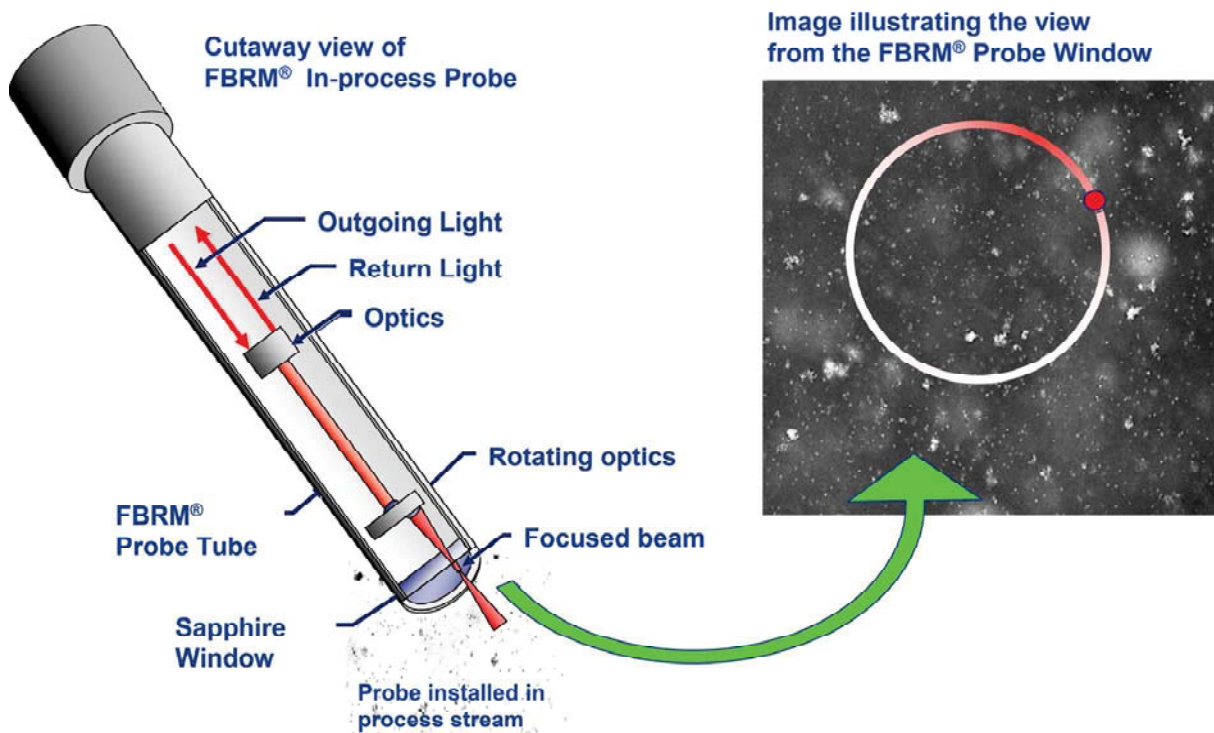 Cutaway view of
FBRM® In-process Probe
Image illustrating the view
from the FBRM® Probe Window
Outgoing Light
Return Light
Optics
Rotating optics
FBRM®
Probe Tube
Focused beam
Sapphire
Window
Probe installed in
process stream